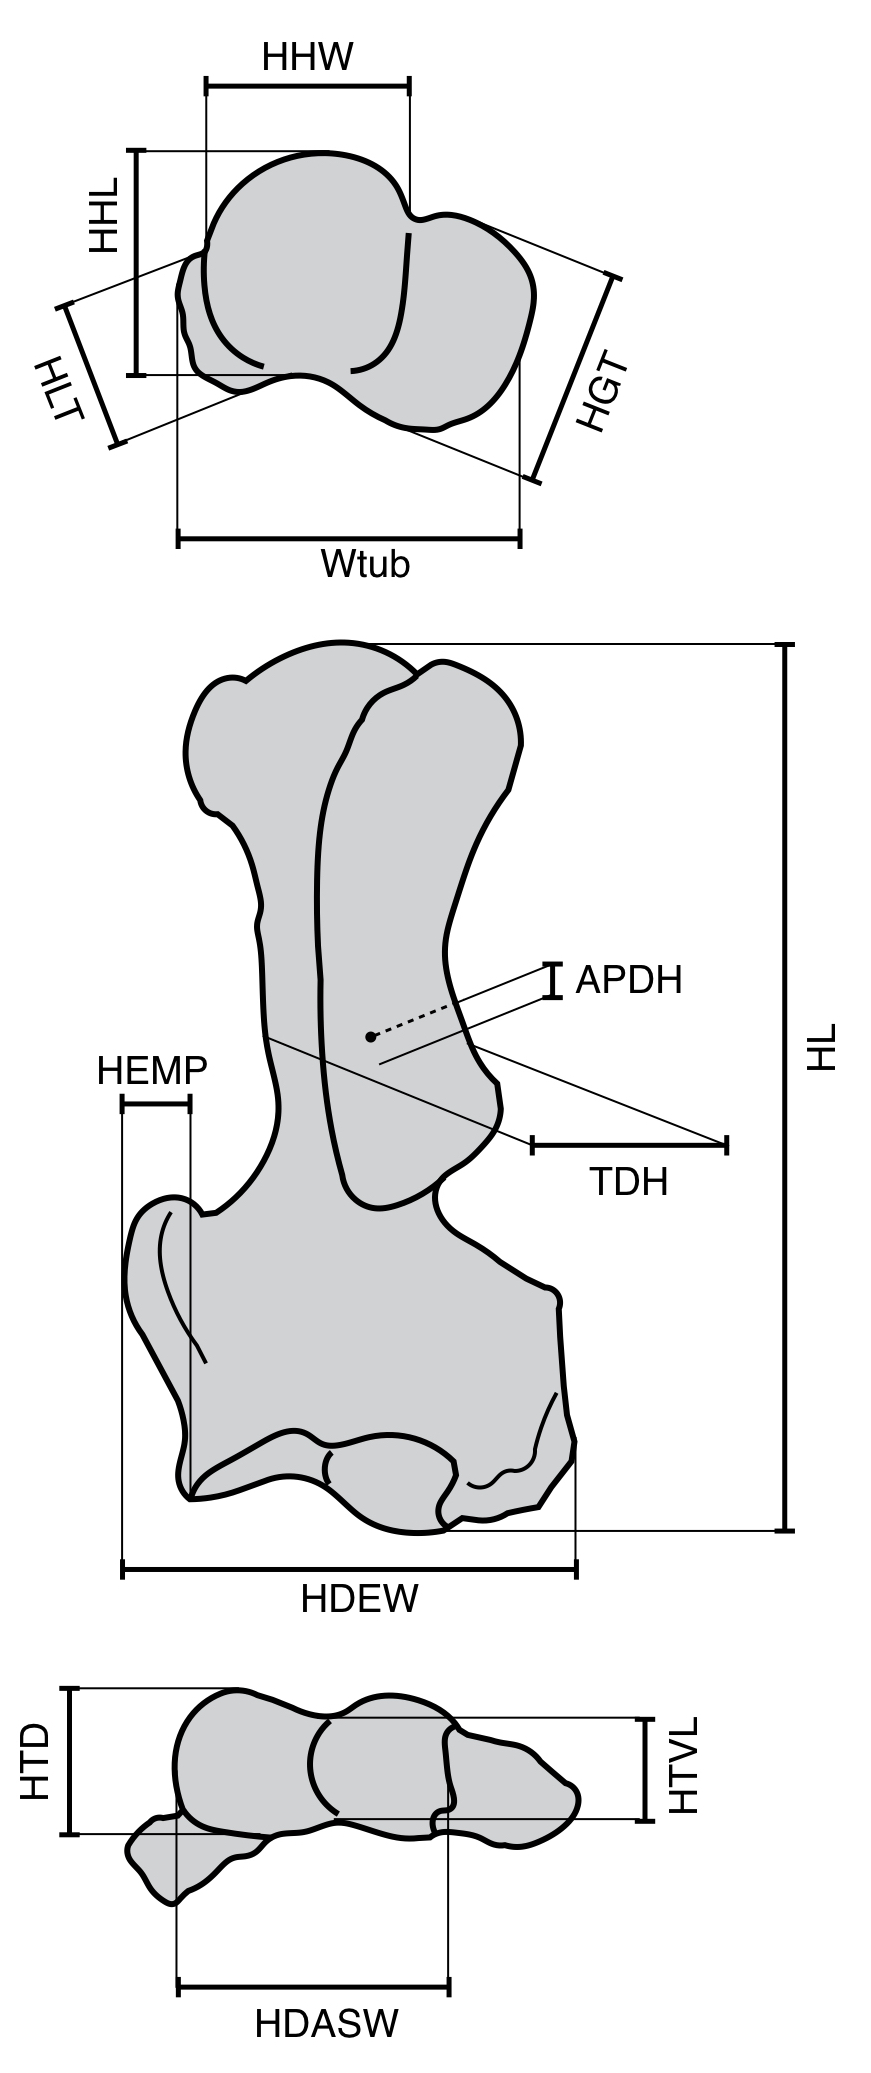 HHW
HHL
HLT
HGT
Wtub
APDH
HL
HEMP
TDH
HDEW
HTD
HTVL
HDASW